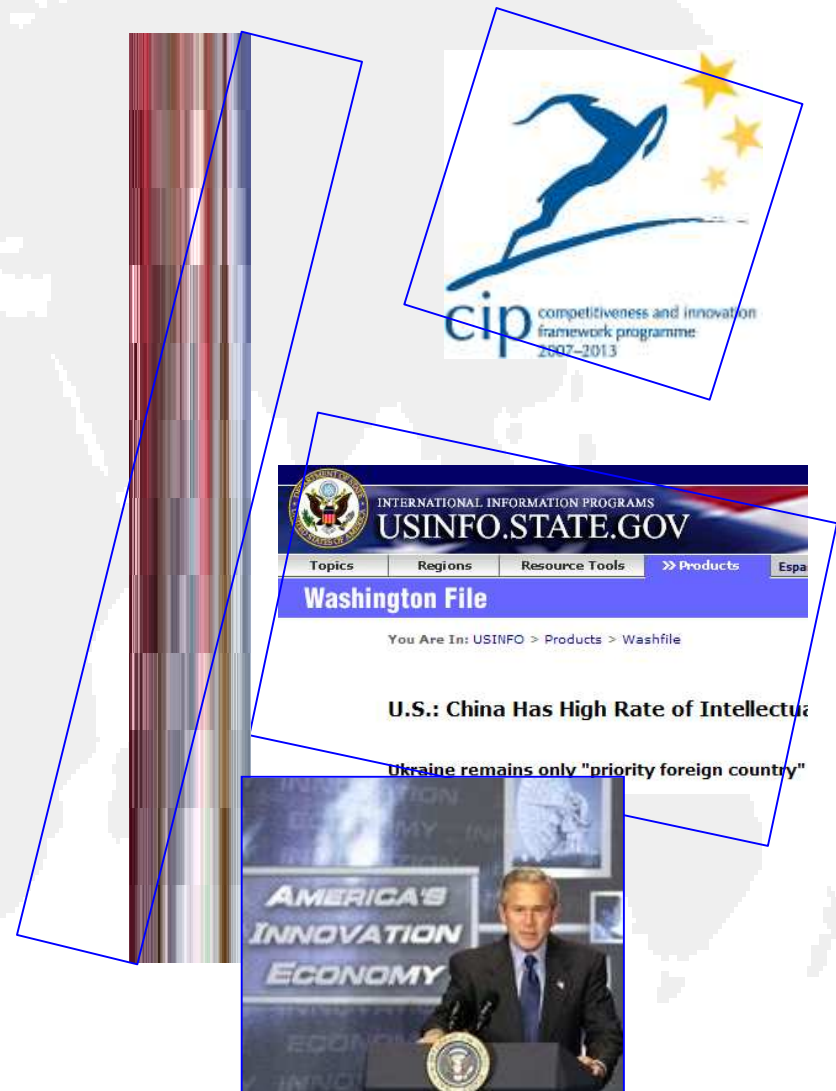 cip competitiveness and innovation
framework programme
2007–2013
INTERNATIONAL INFORMATION PROGRAMS
USINFO.STATE.GOV
Topics Regions Resource Tools >> Products Espa
Washington File
You Are In: USINFO > Products > Washfile
U.S.: China Has High Rate of Intellectua
Ukraine remains only "priority foreign country"
AMERICA'S
INNOVATION
ECONOMY